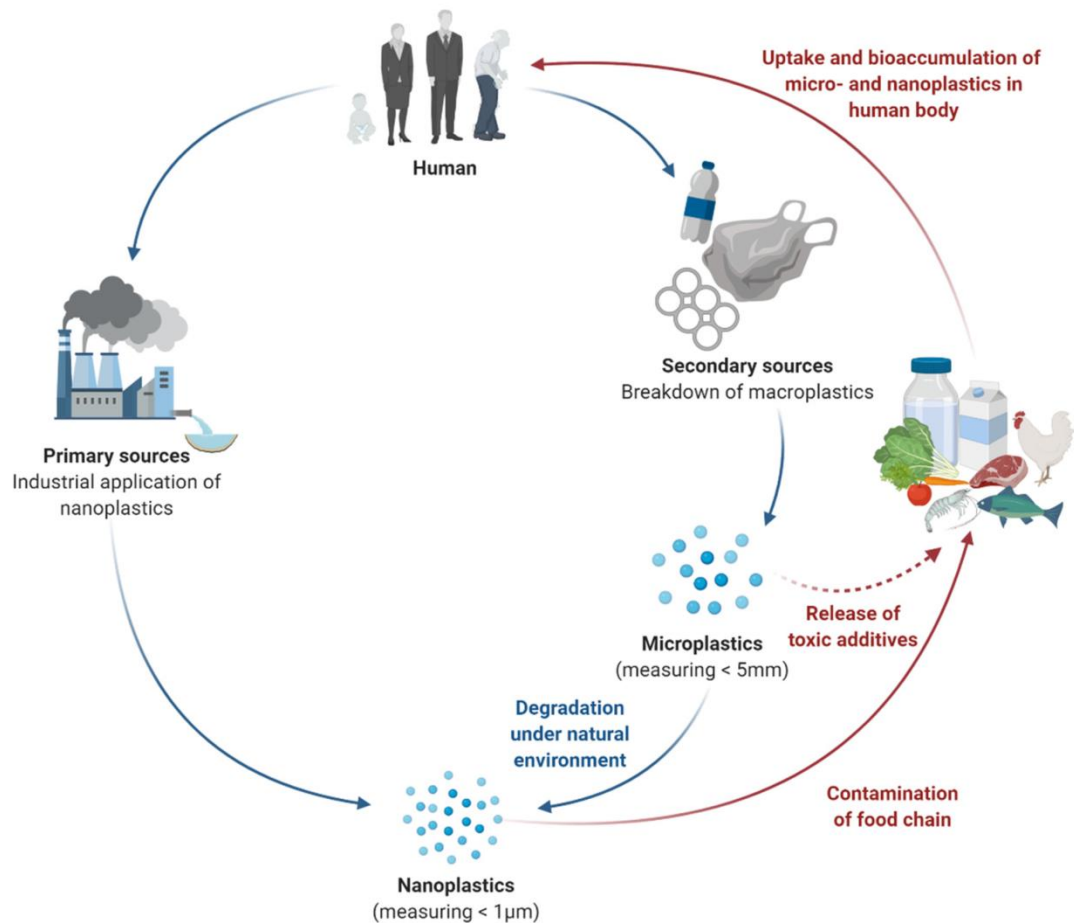 Uptake and bioaccumulation of
micro- and nanoplastics in
human body
Human
Secondary sources
Breakdown of macroplastics
Primary sources
Industrial application of
nanoplastics
Release of
toxic additives
Microplastics
(measuring < 5mm)
Degradation
under natural
environment
Contamination
of food chain
Nanoplastics
(measuring < 1μm)